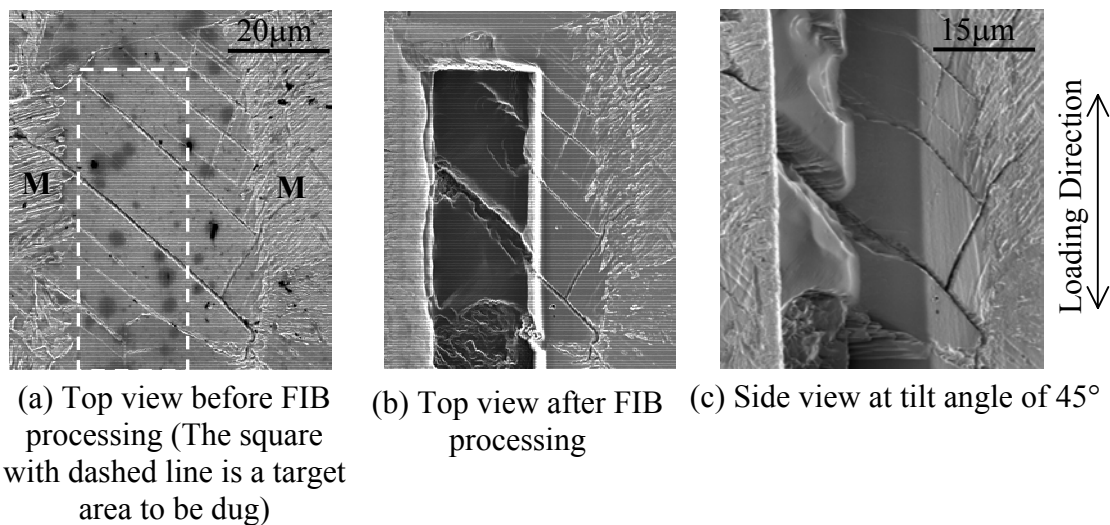 20μm
M
M
15μm
Loading Direction
(a) Top view before FIB
processing (The square
with dashed line is a target
area to be dug)
(b) Top view after FIB
processing
(c) Side view at tilt angle of 45°